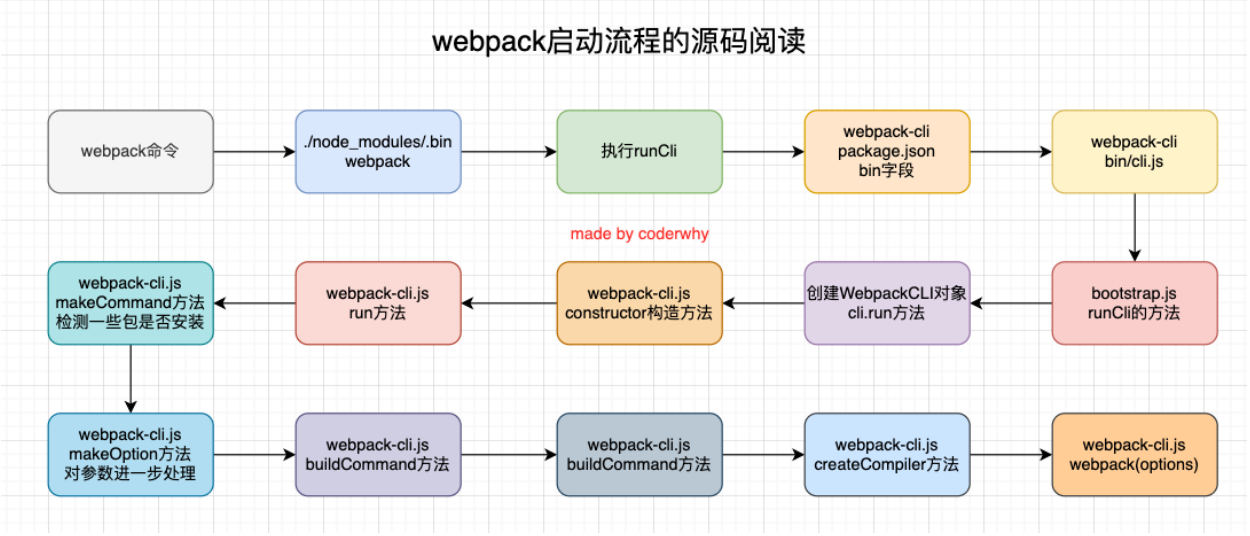 webpack启动流程的源码阅读
webpack命令
./node_modules/.bin
webpack
执行runCli
webpack-cli
package.json
bin字段
webpack-cli
bin/cli.js
made by coderwhy
webpack-cli.js
makeCommand方法
检测一些包是否安装
webpack-cli.js
run方法
webpack-cli.js
constructor构造方法
创建WebpackCLI对象
cli.run方法
bootstrap.js
runCli的方法
webpack-cli.js
makeOption方法
对参数进一步处理
webpack-cli.js
buildCommand方法
webpack-cli.js
buildCommand方法
webpack-cli.js
createCompiler方法
webpack-cli.js
webpack(options)